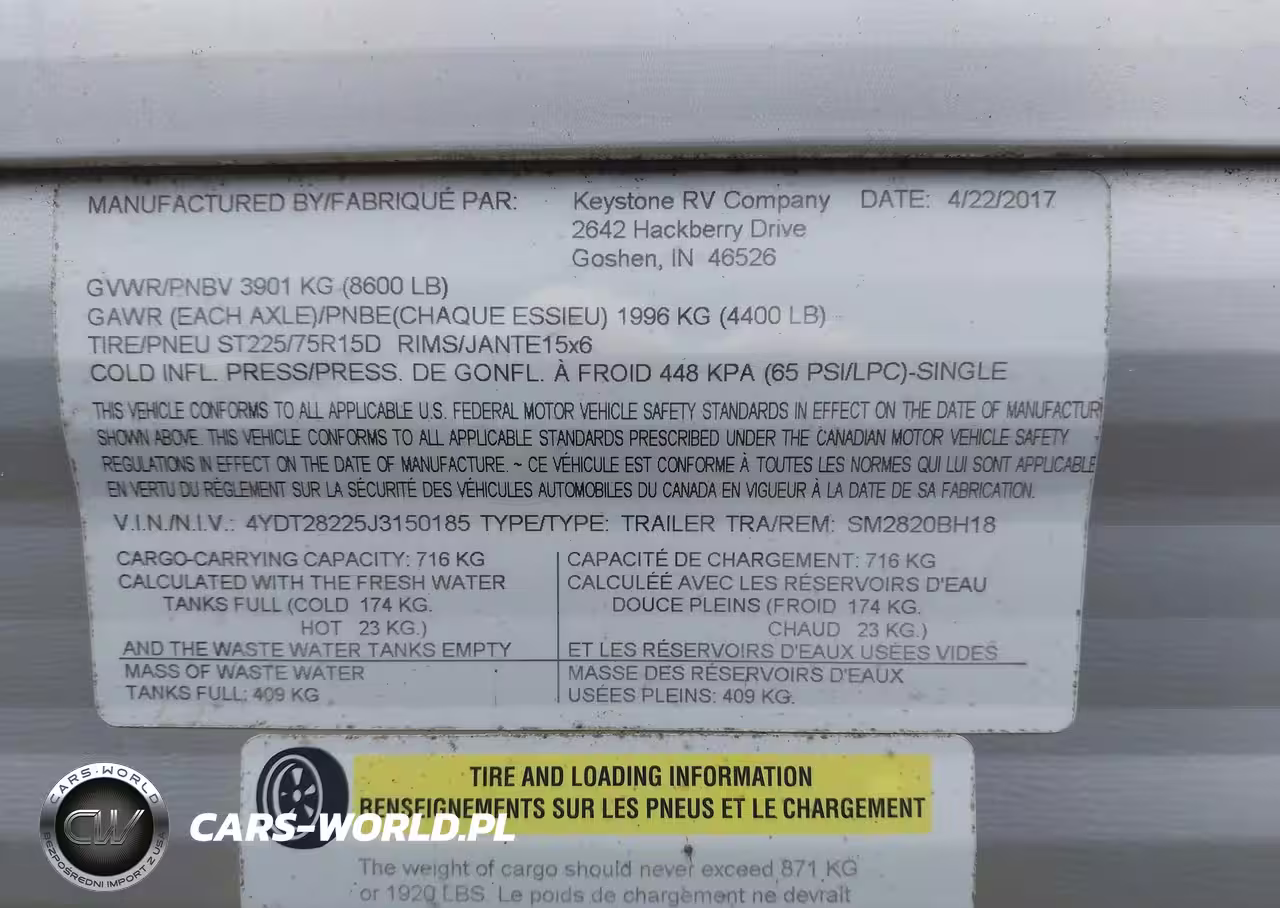 MANUFACTURED BY/FABRIQUÉ PAR: Keystone RV Company DATE: 4/22/2017
2642 Hackberry Drive
Goshen, IN 46526
GVWR/PNBV 3901 KG (8600 LB)
GAWR (EACH AXLE)/PNBE(CHAQUE ESSIEU) 1996 KG (4400 LB)
TIRE/PNEU ST225/75R15D RIMS/JANTE15x6
COLD INFL. PRESS/PRESS. DE GONFL. À FROID 448 KPA (65 PSI/LPC)-SINGLE
THIS VEHICLE CONFORMS TO ALL APPLICABLE U.S. FEDERAL MOTOR VEHICLE SAFETY STANDARDS IN EFFECT ON THE DATE OF MANUFACTUR
SHOWN ABOVE. THIS VEHICLE CONFORMS TO ALL APPLICABLE STANDARDS PRESCRIBED UNDER THE CANADIAN MOTOR VEHICLE SAFETY
REGULATIONS IN EFFECT ON THE DATE OF MANUFACTURE. ~ CE VÉHICULE EST CONFORME À TOUTES LES NORMES QUI LUI SONT APPLICABLE
EN VERTU DU RÈGLEMENT SUR LA SÉCURITÉ DES VÉHICULES AUTOMOBILES DU CANADA EN VIGUEUR À LA DATE DE SA FABRICATION.
V.I.N./N.I.V.: 4YDT28225J3150185 TYPE/TYPE: TRAILER TRA/REM: SM2820BH18
CARGO-CARRYING CAPACITY: 716 KG
CALCULATED WITH THE FRESH WATER
TANKS FULL (COLD 174 KG.
HOT 23 KG.)
AND THE WASTE WATER TANKS EMPTY
MASS OF WASTE WATER
TANKS FULL: 409 KG
CAPACITÉ DE CHARGEMENT: 716 KG
CALCULÉÉ AVEC LES RÉSERVOIRS D'EAU
DOUCE PLEINS (FROID 174 KG.
CHAUD 23 KG.)
ET LES RÉSERVOIRS D'EAUX USÉES VIDES
MASSE DES RÉSERVOIRS D'EAUX
USÉES PLEINS: 409 KG.
TIRE AND LOADING INFORMATION
RENSEIGNEMENTS SUR LES PNEUS ET LE CHARGEMENT
The weight of cargo should never exceed 871 KG
or 1920 LBS. Le poids de chargement ne devrait
CARS-WORLD
CW
BEZPOŚREDNI IMPORT Z USA
CARS-WORLD.PL